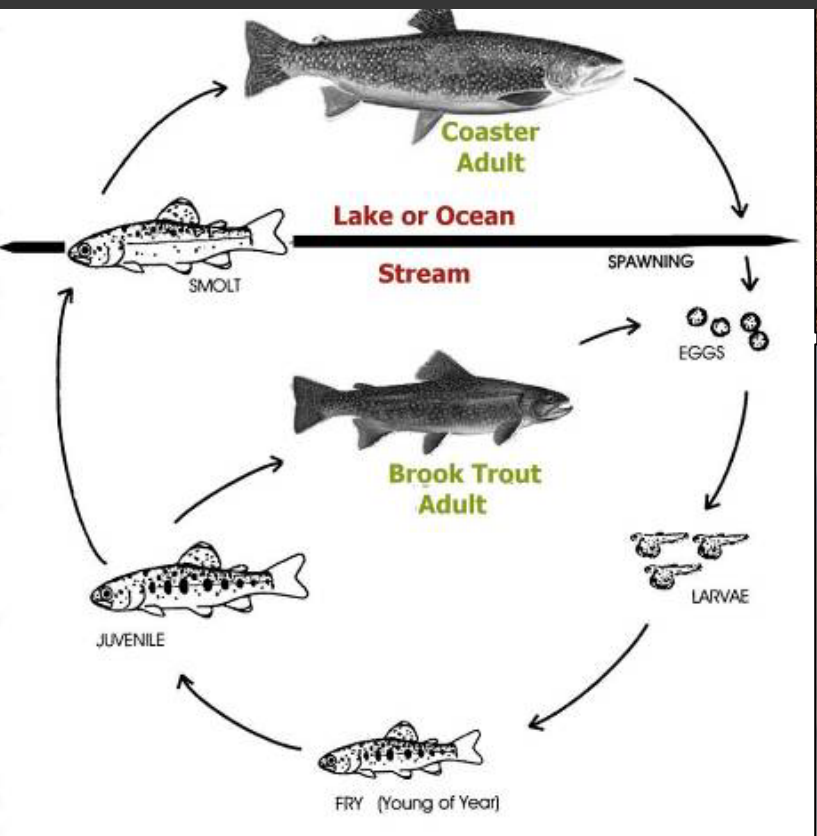 Coaster
Adult
Lake or Ocean
SPAWNING
Stream
SMOLT
EGGS
Brook Trout
Adult
LARVAE
JUVENILE
FRY (Young of Year)